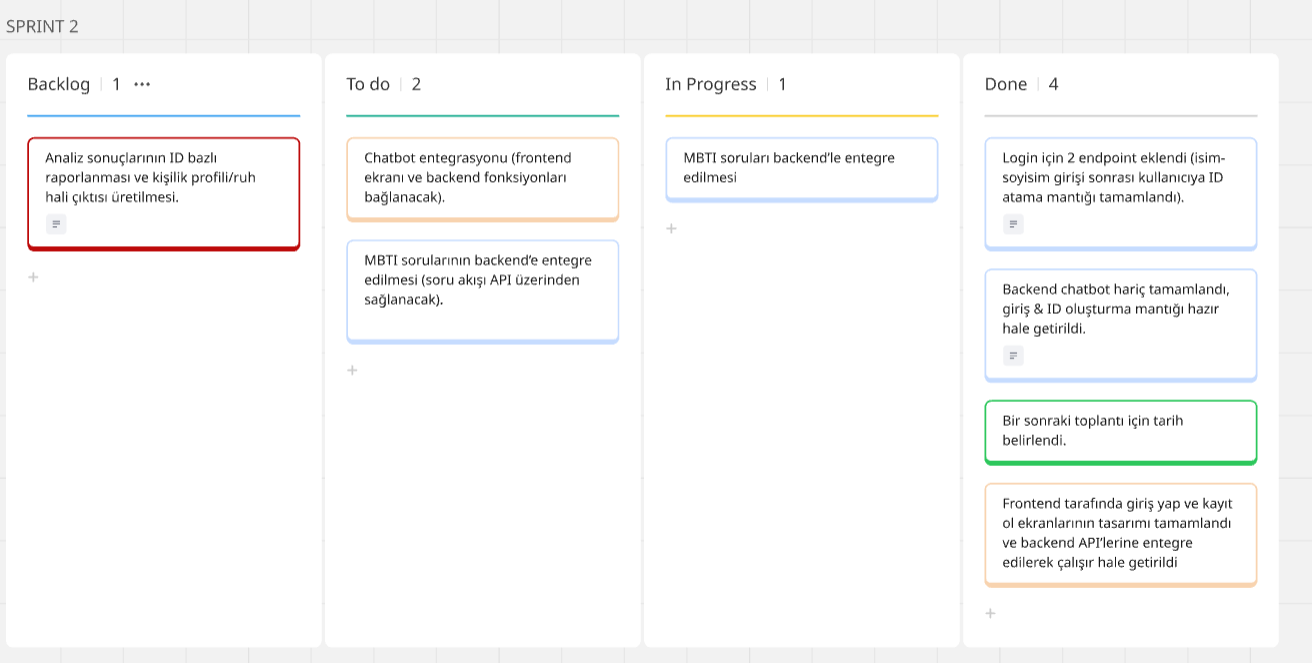 SPRINT 2
Backlog 1 ...
Analiz sonuçlarının ID bazlı
raporlanması ve kişilik profili/ruh
hali çıktısı üretilmesi.
+
To do 2
Chatbot entegrasyonu (frontend
ekranı ve backend fonksiyonları
bağlanacak).
MBTI sorularının backend'e entegre
edilmesi (soru akışı API üzerinden
sağlanacak).
+
In Progress 1
MBTI soruları backend'le entegre
edilmesi
+
Done 4
Login için 2 endpoint eklendi (isim-
soyisim girişi sonrası kullanıcıya ID
atama mantığı tamamlandı).
Backend chatbot hariç tamamlandı,
giriş & ID oluşturma mantığı hazır
hale getirildi.
Bir sonraki toplantı için tarih
belirlendi.
Frontend tarafında giriş yap ve kayıt
ol ekranlarının tasarımı tamamlandı
ve backend API'lerine entegre
edilerek çalışır hale getirildi
+